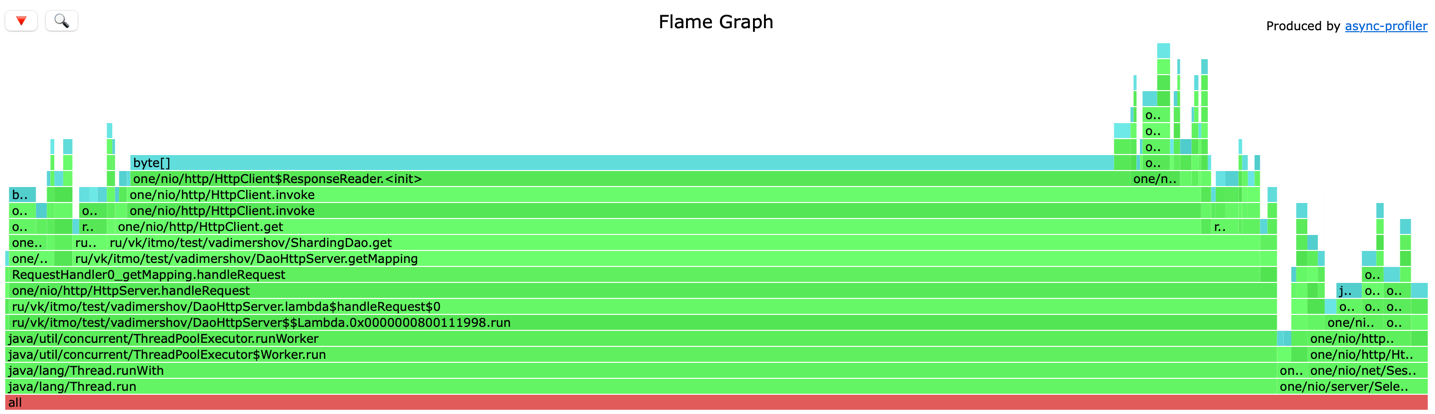 Flame Graph
Produced by async-profiler
o..
o..
o..
byte[] o..
one/nio/http/HttpClient$ResponseReader.<init> one/n..
b.. one/nio/http/HttpClient.invoke
o.. o.. one/nio/http/HttpClient.invoke
o.. r.. one/nio/http/HttpClient.get r..
one.. ru.. ru/vk/itmo/test/vadimershov/ShardingDao.get
one/.. ru/vk/itmo/test/vadimershov/DaoHttpServer.getMapping
RequestHandler0_getMapping.handleRequest o..
one/nio/http/HttpServer.handleRequest j.. o.. o..
ru/vk/itmo/test/vadimershov/DaoHttpServer.lambda$handleRequest$0 o.. o.. o..
ru/vk/itmo/test/vadimershov/DaoHttpServer$$Lambda.0x0000000800111998.run one/ni.. o..
java/util/concurrent/ThreadPoolExecutor.runWorker one/nio/http..
java/util/concurrent/ThreadPoolExecutor$Worker.run one/nio/http/Ht..
java/lang/Thread.runWith on.. one/nio/net/Ses..
java/lang/Thread.run one/nio/server/Sele..
all